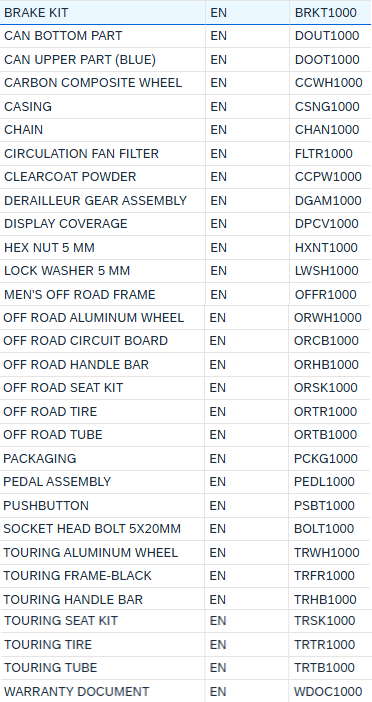 BRAKE KIT EN BRKT1000
CAN BOTTOM PART EN DOUT1000
CAN UPPER PART (BLUE) EN DOOT1000
CARBON COMPOSITE WHEEL EN CCWH1000
CASING EN CSNG1000
CHAIN EN CHAN1000
CIRCULATION FAN FILTER EN FLTR1000
CLEARCOAT POWDER EN CCPW1000
DERAILLEUR GEAR ASSEMBLY EN DGAM1000
DISPLAY COVERAGE EN DPCV1000
HEX NUT 5 MM EN HXNT1000
LOCK WASHER 5 MM EN LWSH1000
MEN'S OFF ROAD FRAME EN OFFR1000
OFF ROAD ALUMINUM WHEEL EN ORWH1000
OFF ROAD CIRCUIT BOARD EN ORCB1000
OFF ROAD HANDLE BAR EN ORHB1000
OFF ROAD SEAT KIT EN ORSK1000
OFF ROAD TIRE EN ORTR1000
OFF ROAD TUBE EN ORTB1000
PACKAGING EN PCKG1000
PEDAL ASSEMBLY EN PEDL1000
PUSHBUTTON EN PSBT1000
SOCKET HEAD BOLT 5X20MM EN BOLT1000
TOURING ALUMINUM WHEEL EN TRWH1000
TOURING FRAME-BLACK EN TRFR1000
TOURING HANDLE BAR EN TRHB1000
TOURING SEAT KIT EN TRSK1000
TOURING TIRE EN TRTR1000
TOURING TUBE EN TRTB1000
WARRANTY DOCUMENT EN WDOC1000